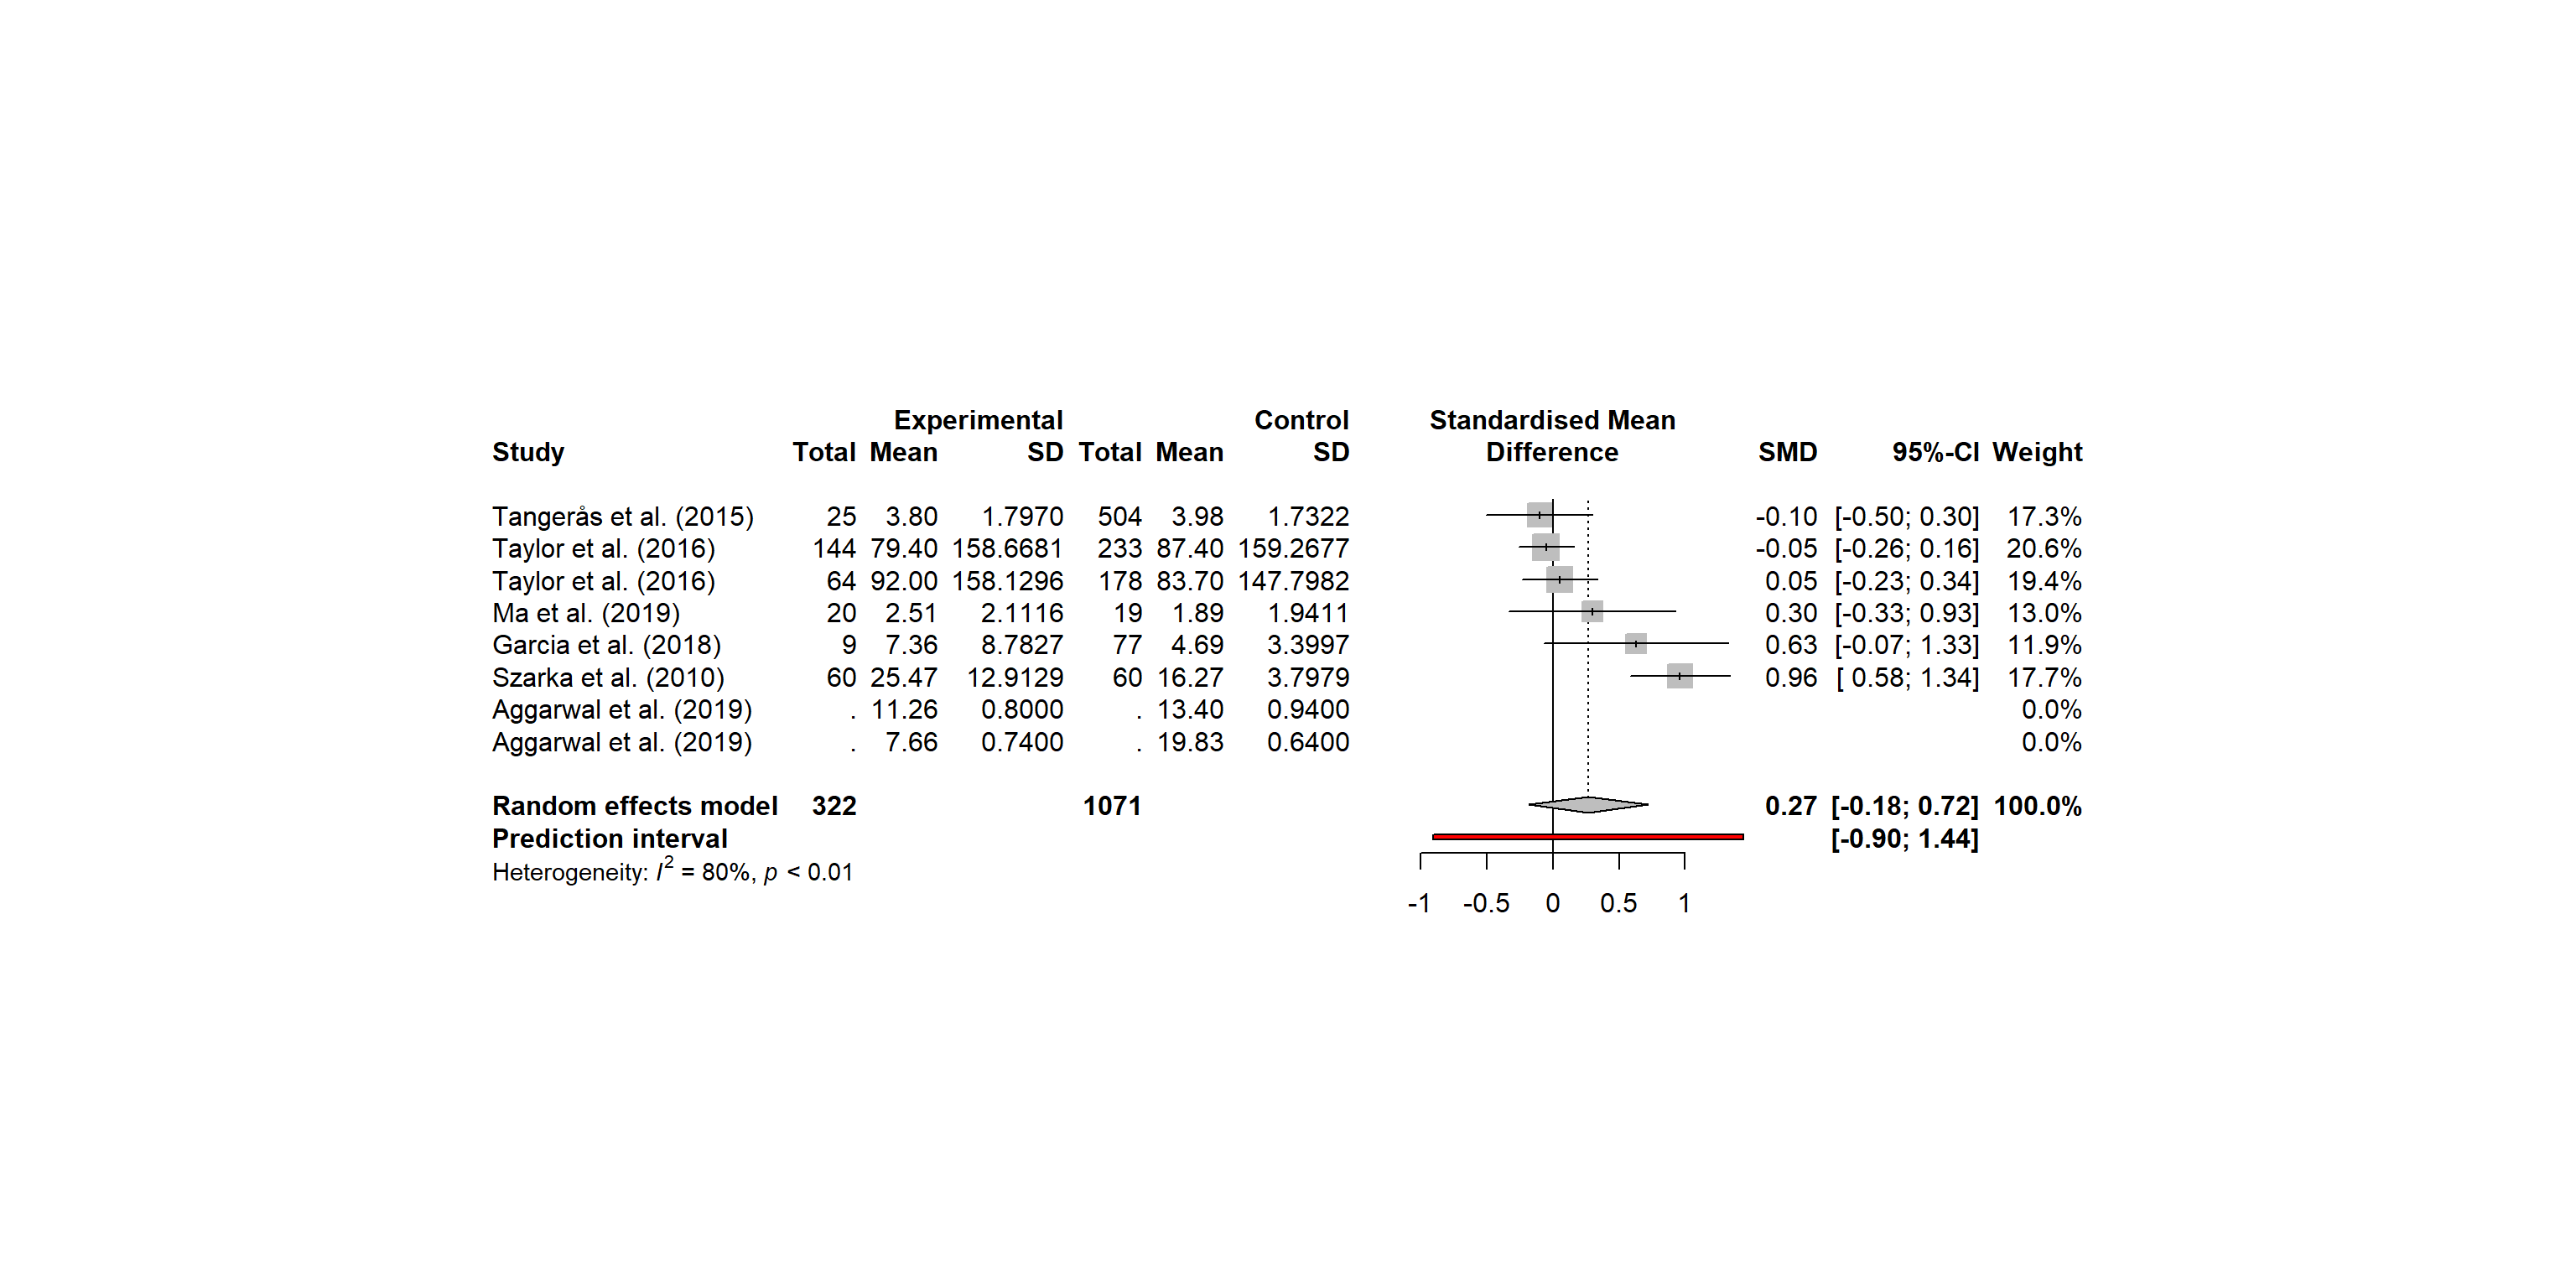 Experimental Control Standardised Mean
Study Total Mean SD Total Mean SD Difference SMD 95%-CI Weight
Tangerås et al. (2015) 25 3.80 1.7970 504 3.98 1.7322 -0.10 [-0.50; 0.30] 17.3%
Taylor et al. (2016) 144 79.40 158.6681 233 87.40 159.2677 -0.05 [-0.26; 0.16] 20.6%
Taylor et al. (2016) 64 92.00 158.1296 178 83.70 147.7982 0.05 [-0.23; 0.34] 19.4%
Ma et al. (2019) 20 2.51 2.1116 19 1.89 1.9411 0.30 [-0.33; 0.93] 13.0%
Garcia et al. (2018) 9 7.36 8.7827 77 4.69 3.3997 0.63 [-0.07; 1.33] 11.9%
Szarka et al. (2010) 60 25.47 12.9129 60 16.27 3.7979 0.96 [ 0.58; 1.34] 17.7%
Aggarwal et al. (2019) . 11.26 0.8000 . 13.40 0.9400 0.0%
Aggarwal et al. (2019) . 7.66 0.7400 . 19.83 0.6400 0.0%
Random effects model 322 1071 0.27 [-0.18; 0.72] 100.0%
Prediction interval [-0.90; 1.44]
Heterogeneity: I² = 80%, p < 0.01
-1 -0.5 0 0.5 1